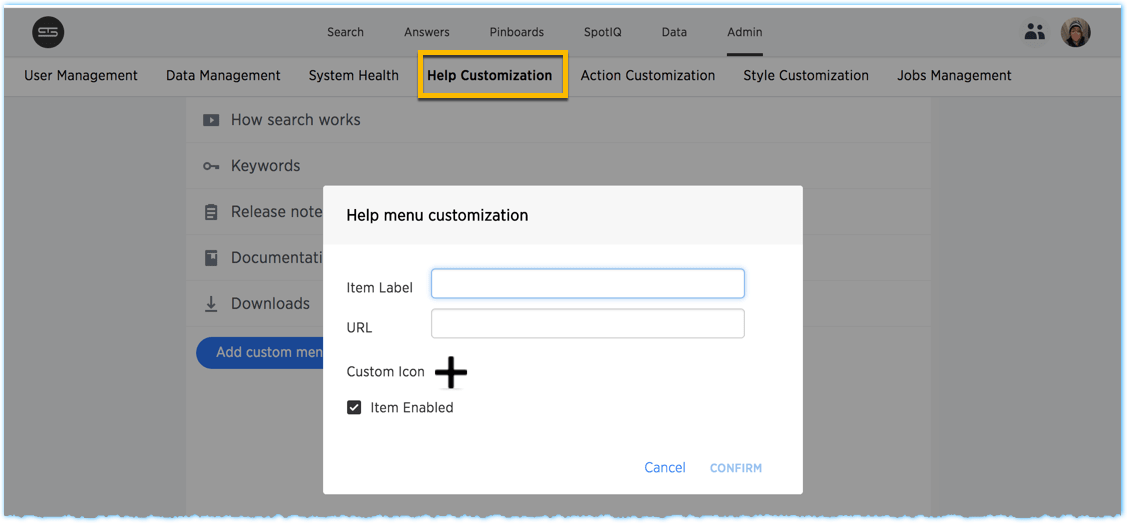 Search Answers Pinboards SpotIQ Data Admin
User Management Data Management System Health Help Customization Action Customization Style Customization Jobs Management
How search works
Keywords
Release note
Documentati
Downloads
Add custom men
Help menu customization
Item Label
URL
Custom Icon
Item Enabled
Cancel CONFIRM